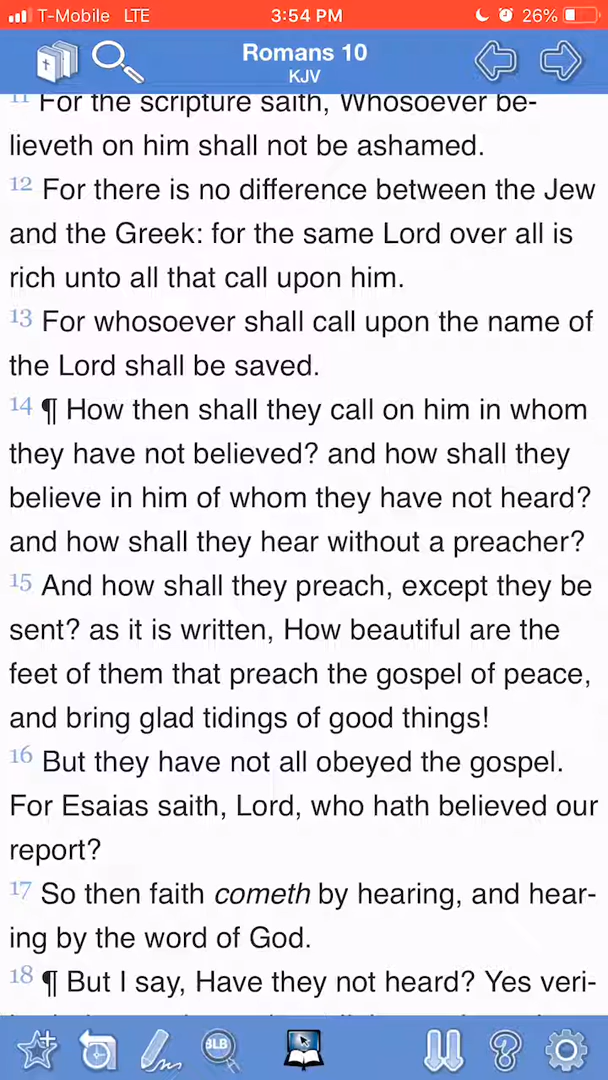 T-Mobile LTE 3:54 PM 26%
Romans 10
KJV
11 For the scripture saith, Whosoever be-
lieveth on him shall not be ashamed.
12 For there is no difference between the Jew
and the Greek: for the same Lord over all is
rich unto all that call upon him.
13 For whosoever shall call upon the name of
the Lord shall be saved.
14 ¶ How then shall they call on him in whom
they have not believed? and how shall they
believe in him of whom they have not heard?
and how shall they hear without a preacher?
15 And how shall they preach, except they be
sent? as it is written, How beautiful are the
feet of them that preach the gospel of peace,
and bring glad tidings of good things!
16 But they have not all obeyed the gospel.
For Esaias saith, Lord, who hath believed our
report?
17 So then faith cometh by hearing, and hear-
ing by the word of God.
18 ¶ But I say, Have they not heard? Yes veri-
BLB